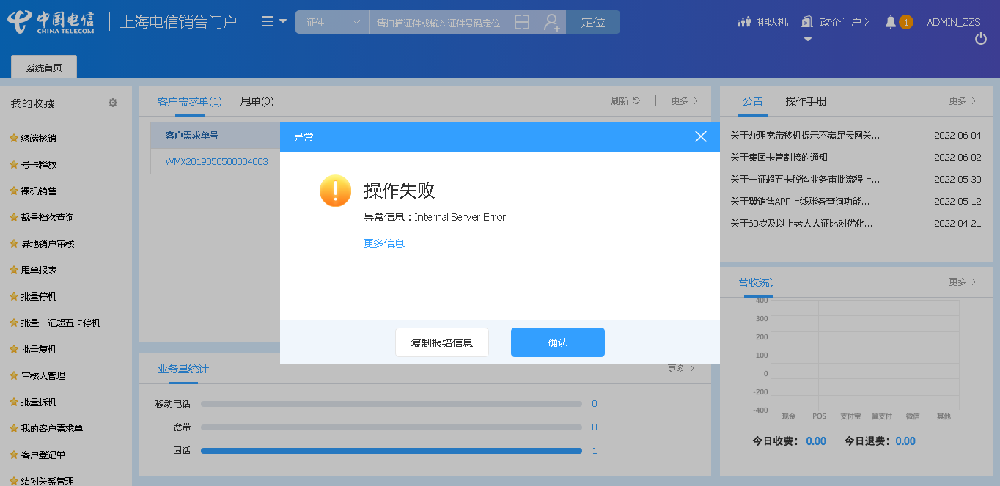 中国电信
CHINA TELECOM
上海电信销售门户
证件
请扫描证件或输入证件号码定位
定位
排队机
政企门户
1
ADMIN_ZZS
系统首页
我的收藏
终端核销
号卡释放
裸机销售
靓号档次查询
异地销户审核
甩单报表
批量停机
批量一证超五卡停机
批量复机
审核人管理
批量拆机
我的客户需求单
客户登记单
结对关系管理
客户需求单(1)
甩单(0)
刷新
更多
客户需求单号
WMX2019050500004003
异常
操作失败
异常信息：Internal Server Error
更多信息
复制报错信息
确认
业务量统计
更多
移动电话 0
宽带 0
固话 1
公告
操作手册
更多
关于办理宽带移机提示不满足云网关... 2022-06-04
关于集团卡管割接的通知 2022-06-02
关于一证超五卡脱钩业务审批流程上... 2022-05-30
关于翼销售APP上线账务查询功能... 2022-05-12
关于60岁及以上老人人证比对优化... 2022-04-21
营收统计
更多
400
300
200
100
0
-200
-400
现金 POS 支付宝 翼支付 微信 其他
今日收费： 0.00 今日退费： 0.00